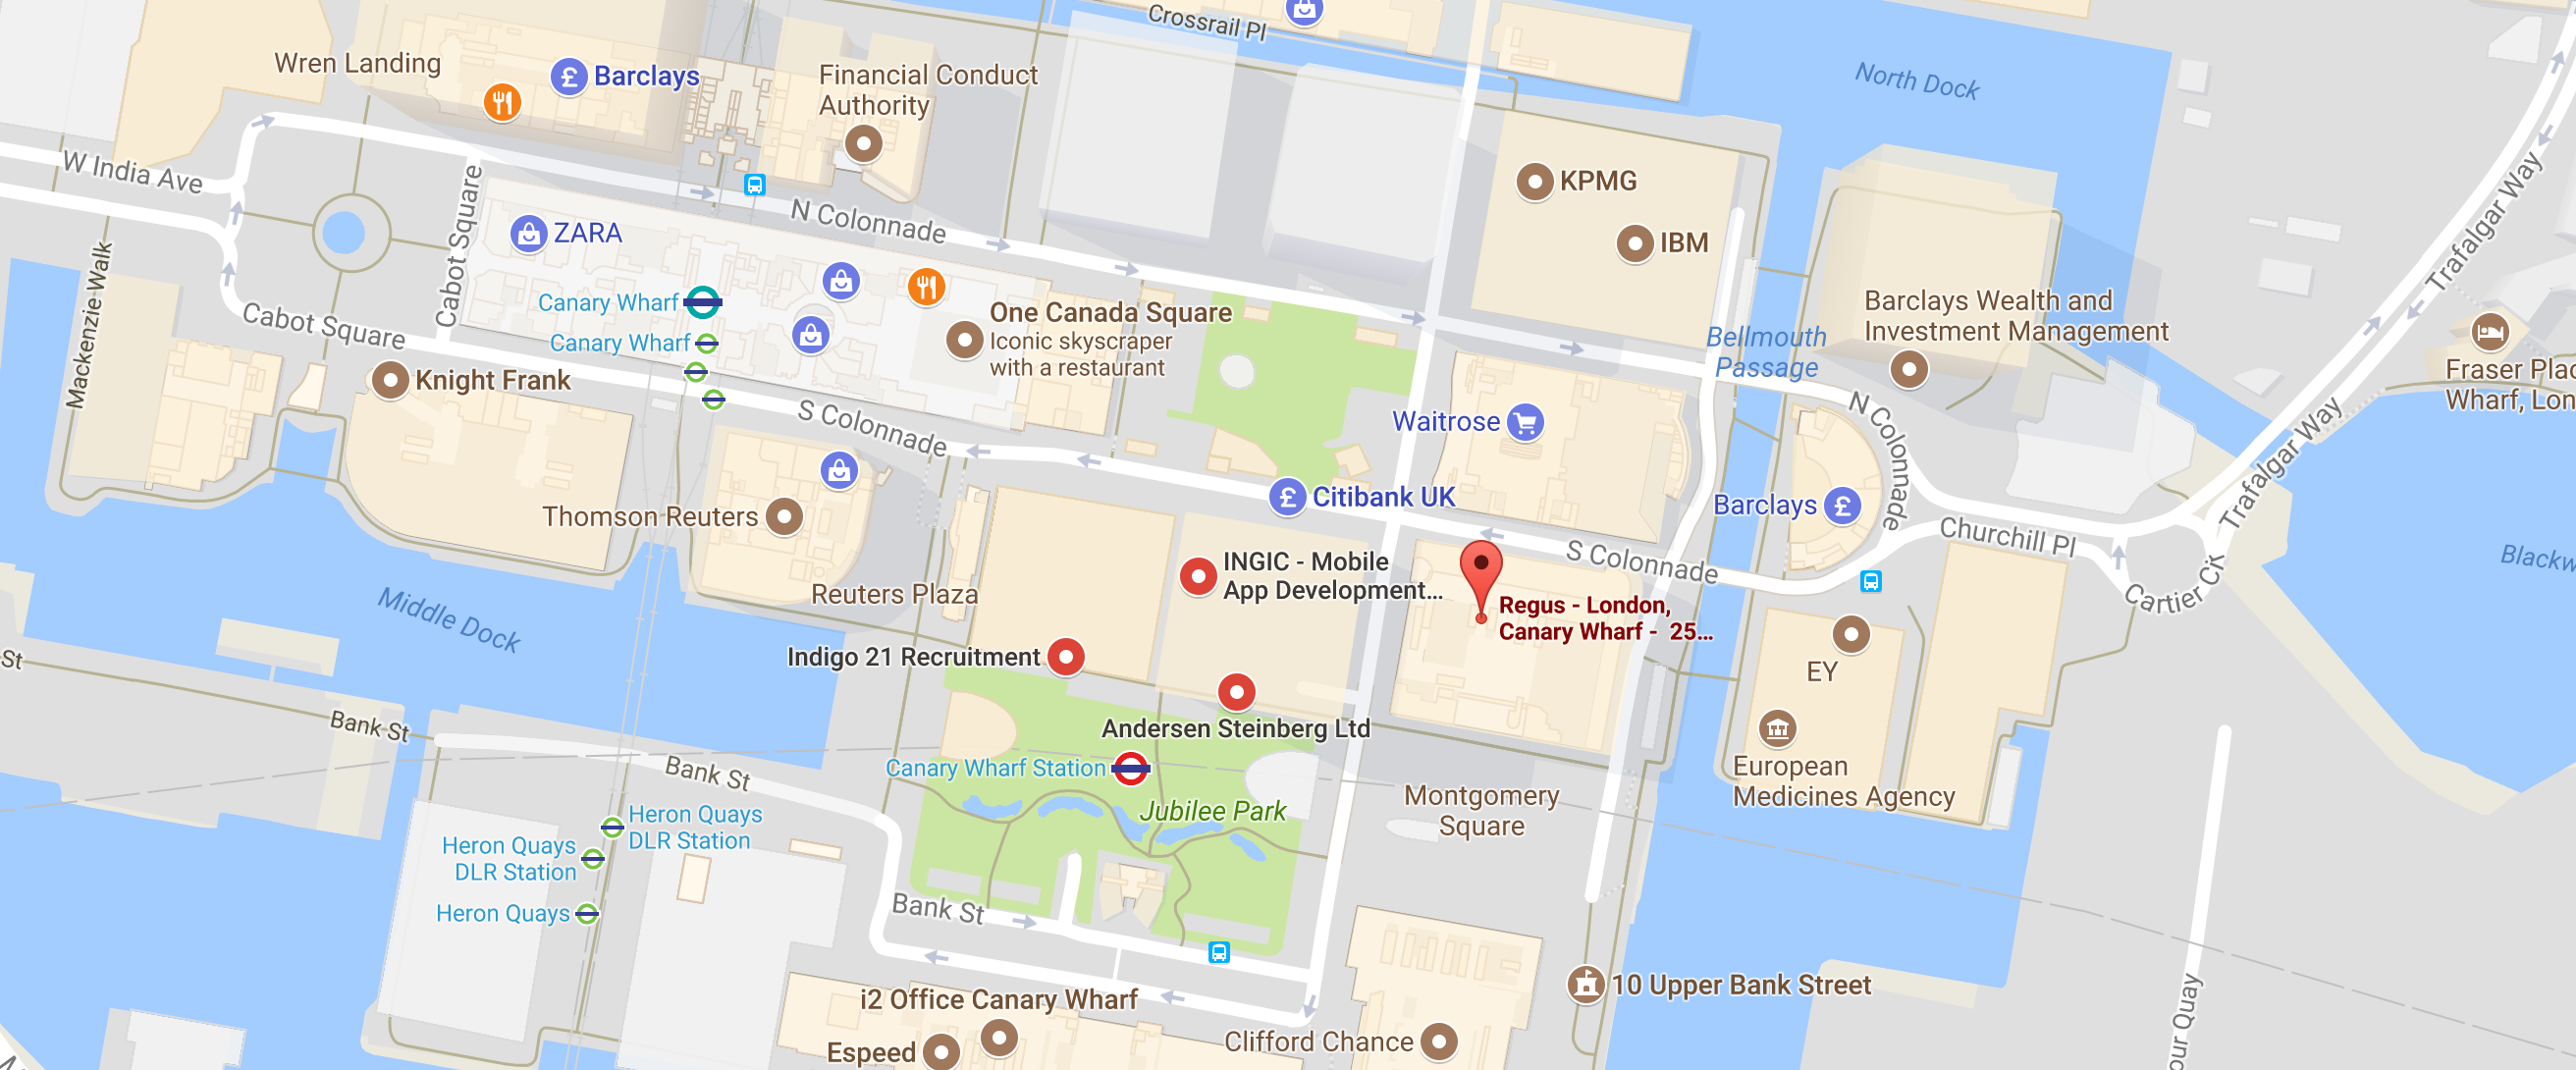 Crossrail Pl
Wren Landing
Barclays
Financial Conduct
Authority
North Dock
W India Ave
KPMG
Cabot Square
N Colonnade
ZARA
IBM
Trafalgar Way
Mackenzie Walk
Canary Wharf
Canary Wharf
Cabot Square
One Canada Square
Iconic skyscraper
with a restaurant
Barclays Wealth and
Investment Management
Bellmouth
Passage
Knight Frank
Fraser Plac
Wharf, Lon
S Colonnade
Waitrose
N Colonnade
Trafalgar Way
Citibank UK
Barclays
Thomson Reuters
Churchill Pl
S Colonnade
INGIC - Mobile
App Development...
Blackw
Reuters Plaza
Regus - London,
Canary Wharf - 25...
Cartier Cir
Middle Dock
Indigo 21 Recruitment
St
EY
Bank St
Andersen Steinberg Ltd
Canary Wharf Station
Bank St
European
Medicines Agency
Jubilee Park
Montgomery
Square
Heron Quays
DLR Station
Heron Quays
DLR Station
Heron Quays
Bank St
10 Upper Bank Street
i2 Office Canary Wharf
Clifford Chance
Espeed
our Quay